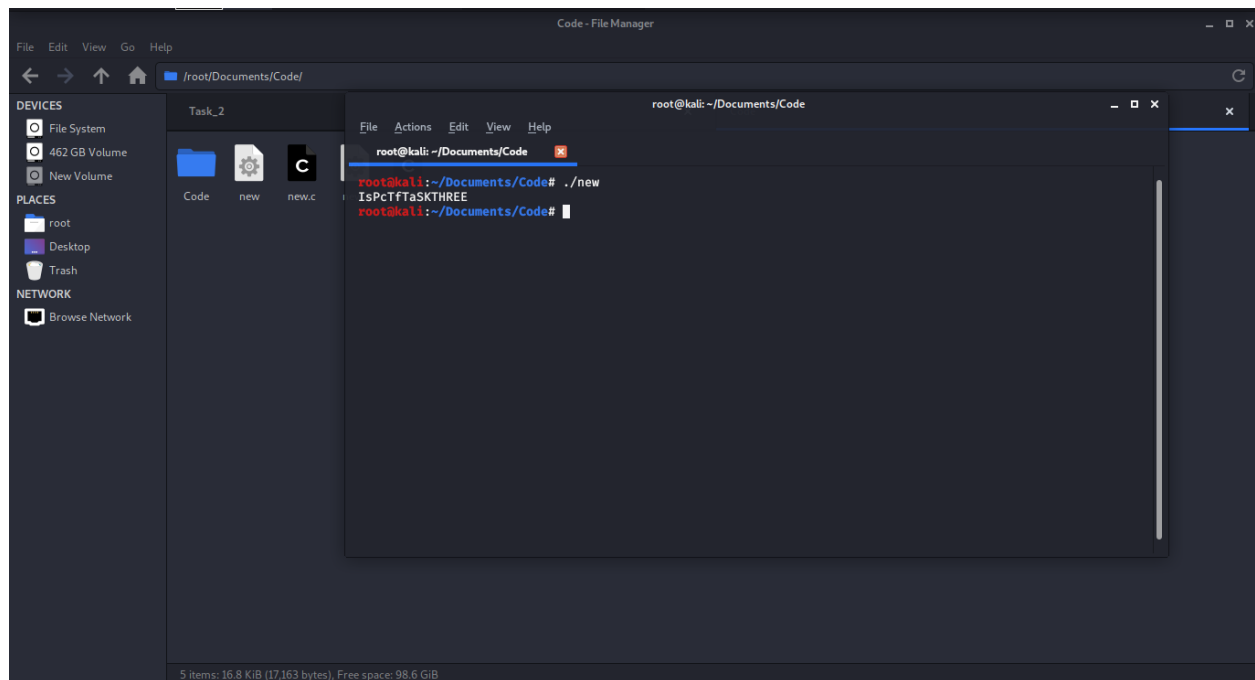 Code - File Manager
File Edit View Go Help
/root/Documents/Code/
DEVICES
File System
462 GB Volume
New Volume
PLACES
root
Desktop
Trash
NETWORK
Browse Network
Task_2
Code new new.c
root@kali: ~/Documents/Code
File Actions Edit View Help
root@kali: ~/Documents/Code
root@kali:~/Documents/Code# ./new
IsPcTfTaSKTHREE
root@kali:~/Documents/Code#
5 items: 16.8 KiB (17,163 bytes), Free space: 98.6 GiB